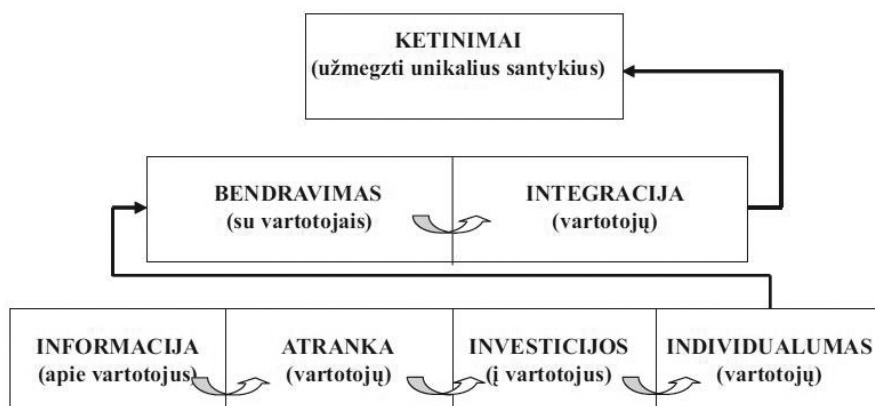 KETINIMAI
(užmegzti unikalius santykius)
BENDRAVIMAS
(su vartotojais)
INTEGRACIJA
(vartotojų)
INFORMACIJA
(apie vartotojus)
ATRANKA
(vartotojų)
INVESTICIJOS
(į vartotojus)
INDIVIDUALUMAS
(vartotojų)